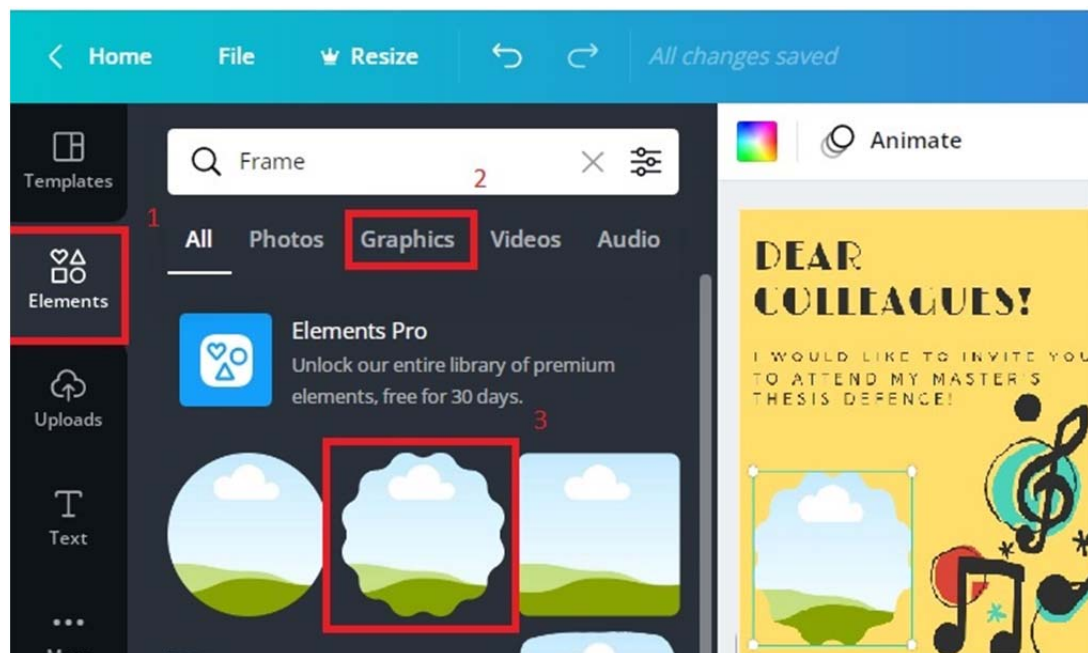 Home File Resize All changes saved
Templates
Elements
Uploads
Text
Frame
1
2
All Photos Graphics Videos Audio
Elements Pro
Unlock our entire library of premium
elements, free for 30 days.
3
Animate
DEAR
COLLEAGUES!
I WOULD LIKE TO INVITE YOU
TO ATTEND MY MASTER'S
THESIS DEFENCE!